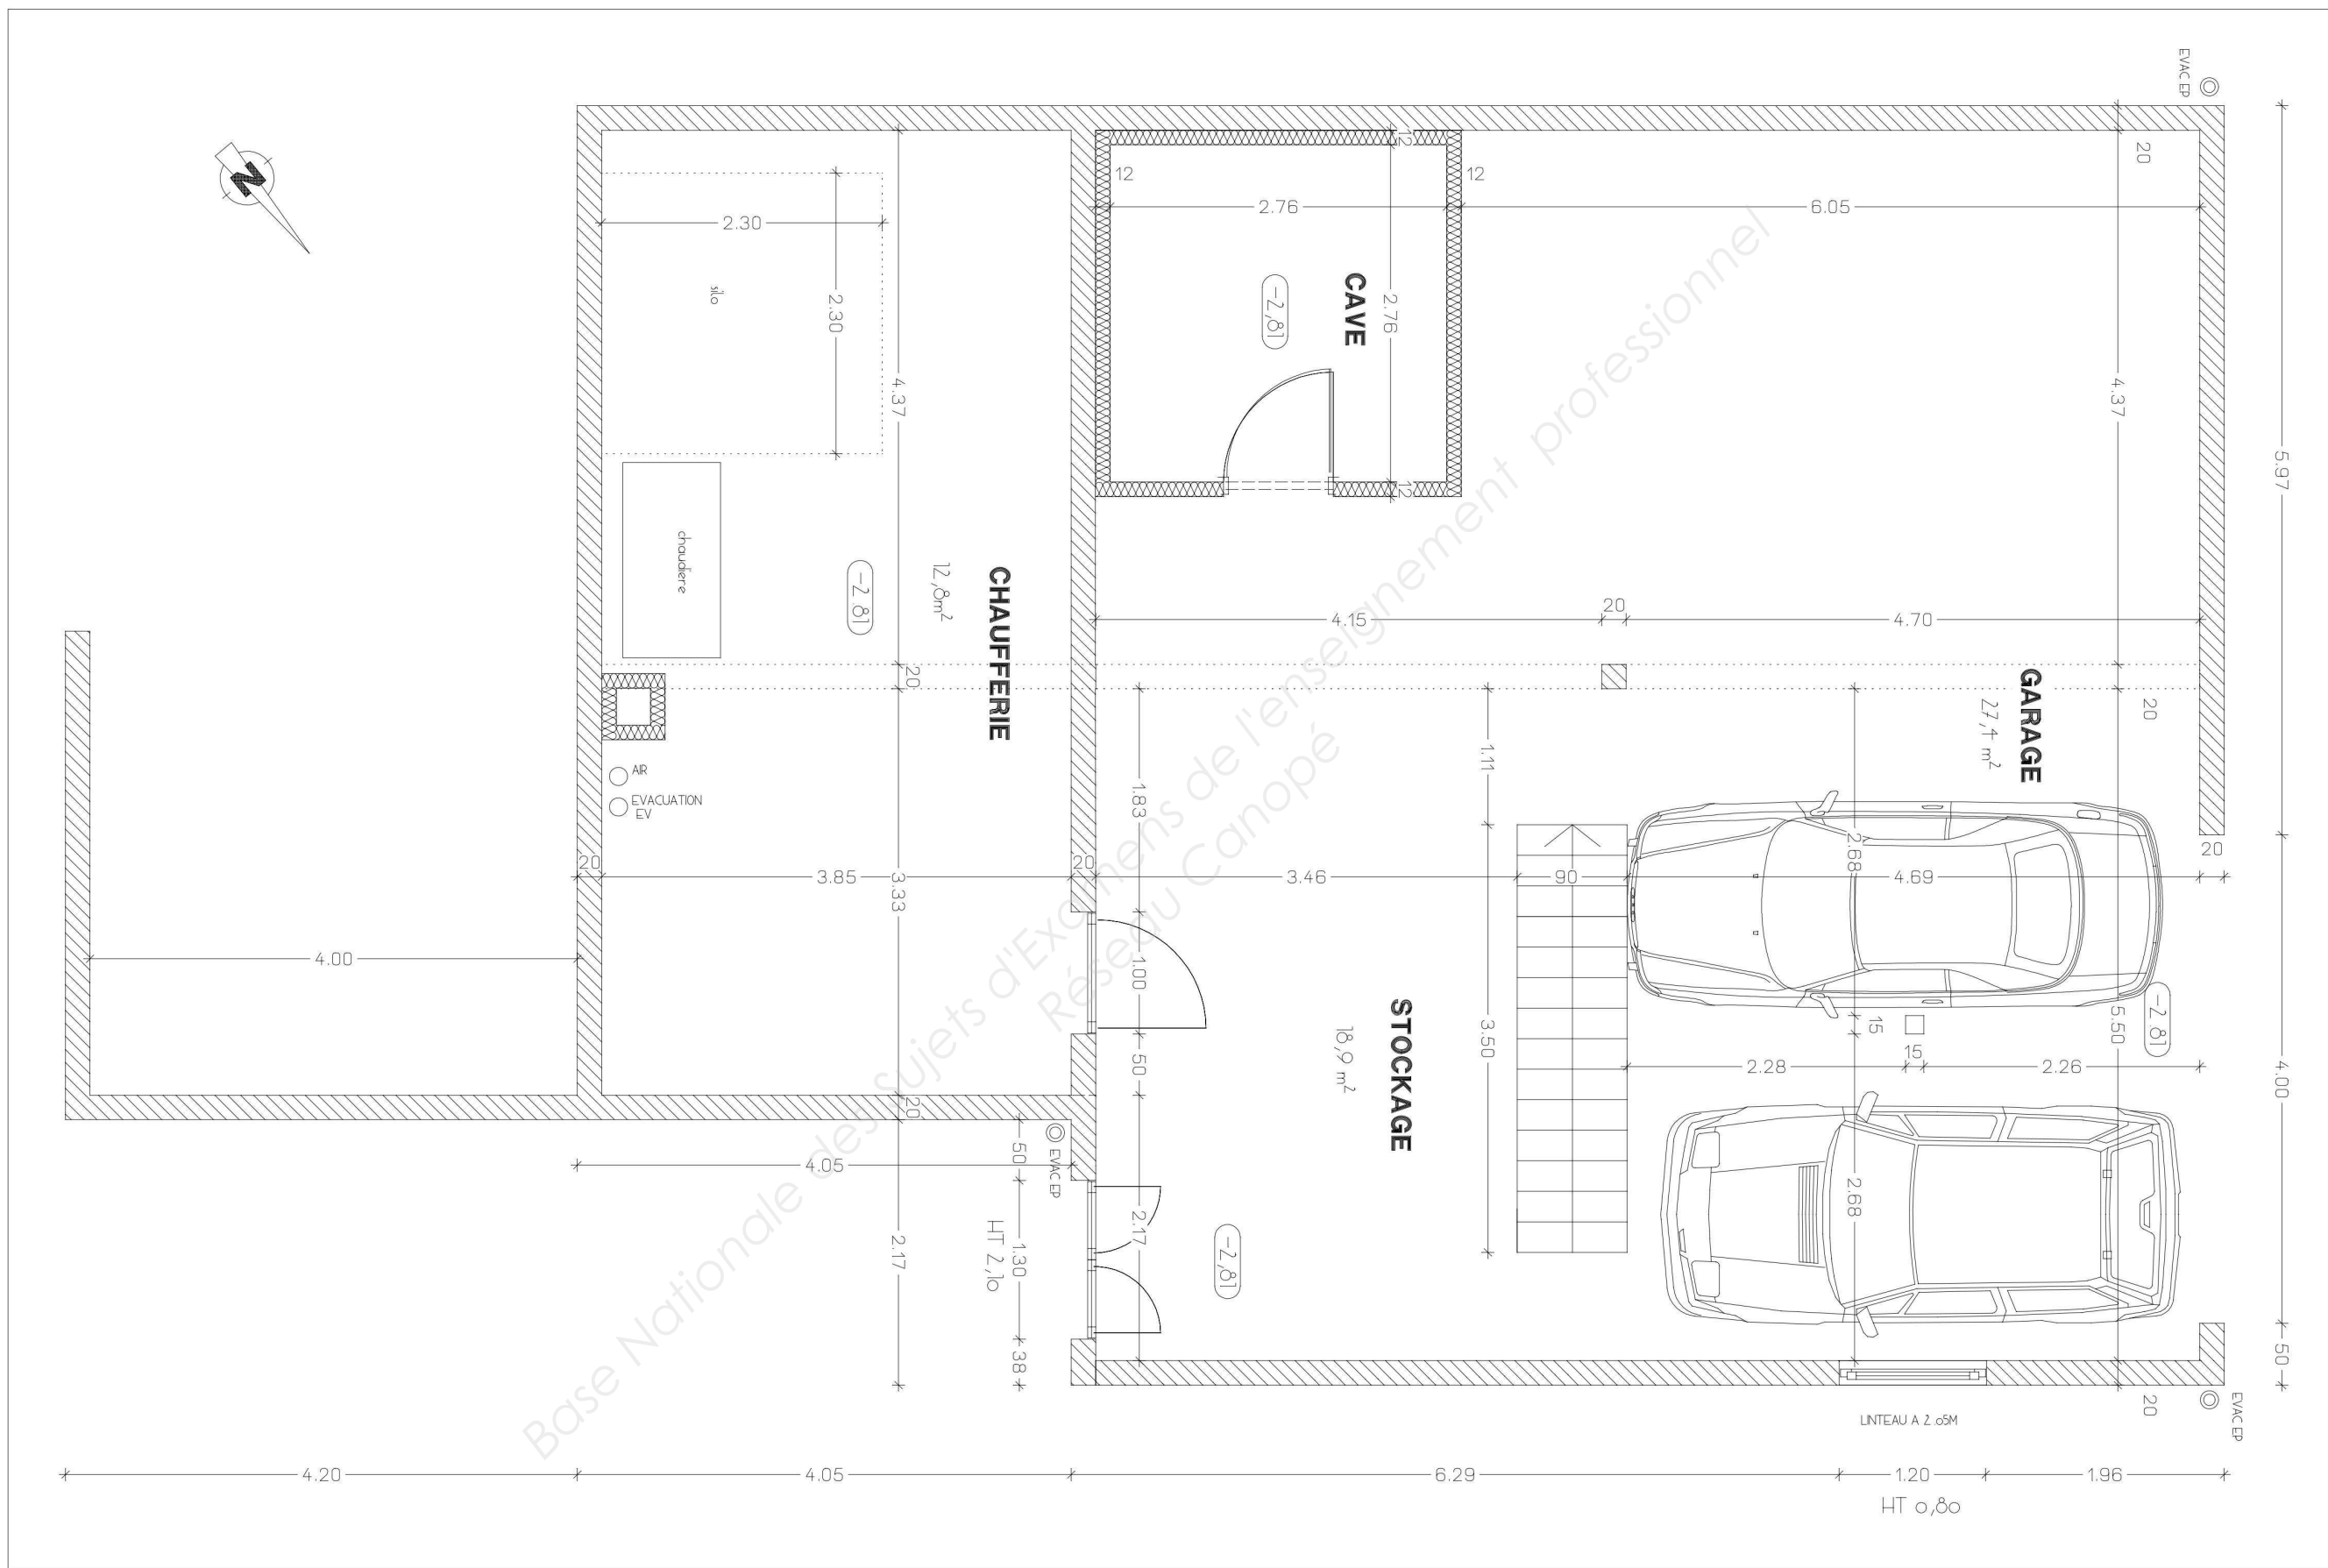 EVAC EP
N
20
12
12
12
2.76
6.05
2.30
silo
2.30
4.37
CAVE
2.76
-2,81
4.37
5.97
12
chaudiere
-2.81
12,8m²
CHAUFFERIE
4.15
20
4.70
20
GARAGE
27,4 m²
20
1.11
1.83
AIR
EVACUATION
EV
20
3.85
3.33
20
3.46
90
2.68
4.69
20
4.00
1.00
STOCKAGE
18,9 m²
3.50
15
15
5.50
-2.81
50
2.28
2.26
4.00
20
50
EVAC EP
4.05
2.17
1.30
HT 2,10
2.17
-2,81
2.68
38
50
LINTEAU A 2.05M
20
EVAC EP
4.20
4.05
6.29
1.20
1.96
HT 0,80
Base Nationale des Sujets d'Examens de l'enseignement professionnel
Réseau Canopé